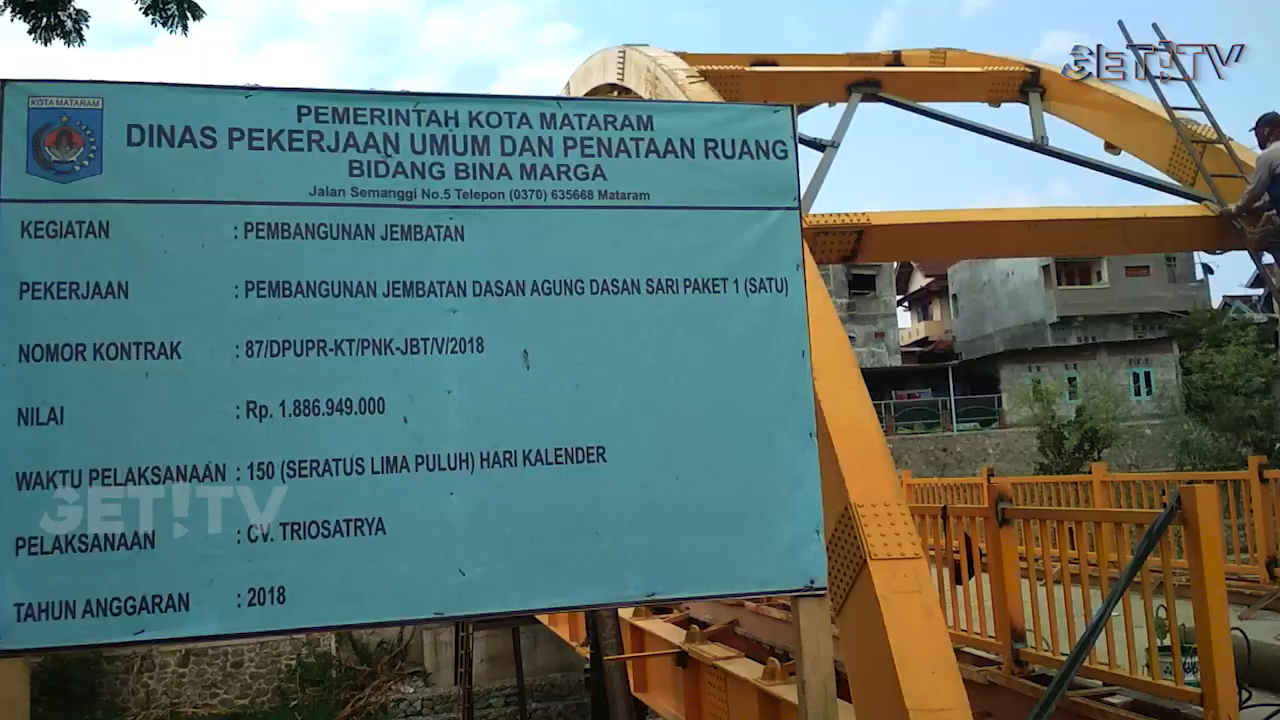 GET!TV
KOTA MATARAM
PEMERINTAH KOTA MATARAM
DINAS PEKERJAAN UMUM DAN PENATAAN RUANG
BIDANG BINA MARGA
Jalan Semanggi No.5 Telepon (0370) 635668 Mataram
KEGIATAN : PEMBANGUNAN JEMBATAN
PEKERJAAN : PEMBANGUNAN JEMBATAN DASAN AGUNG DASAN SARI PAKET 1 (SATU)
NOMOR KONTRAK : 87/DPUPR-KT/PNK-JBT/V/2018
NILAI : Rp. 1.886.949.000
WAKTU PELAKSANAAN : 150 (SERATUS LIMA PULUH) HARI KALENDER
GET!TV
PELAKSANAAN : CV. TRIOSATRYA
TAHUN ANGGARAN : 2018